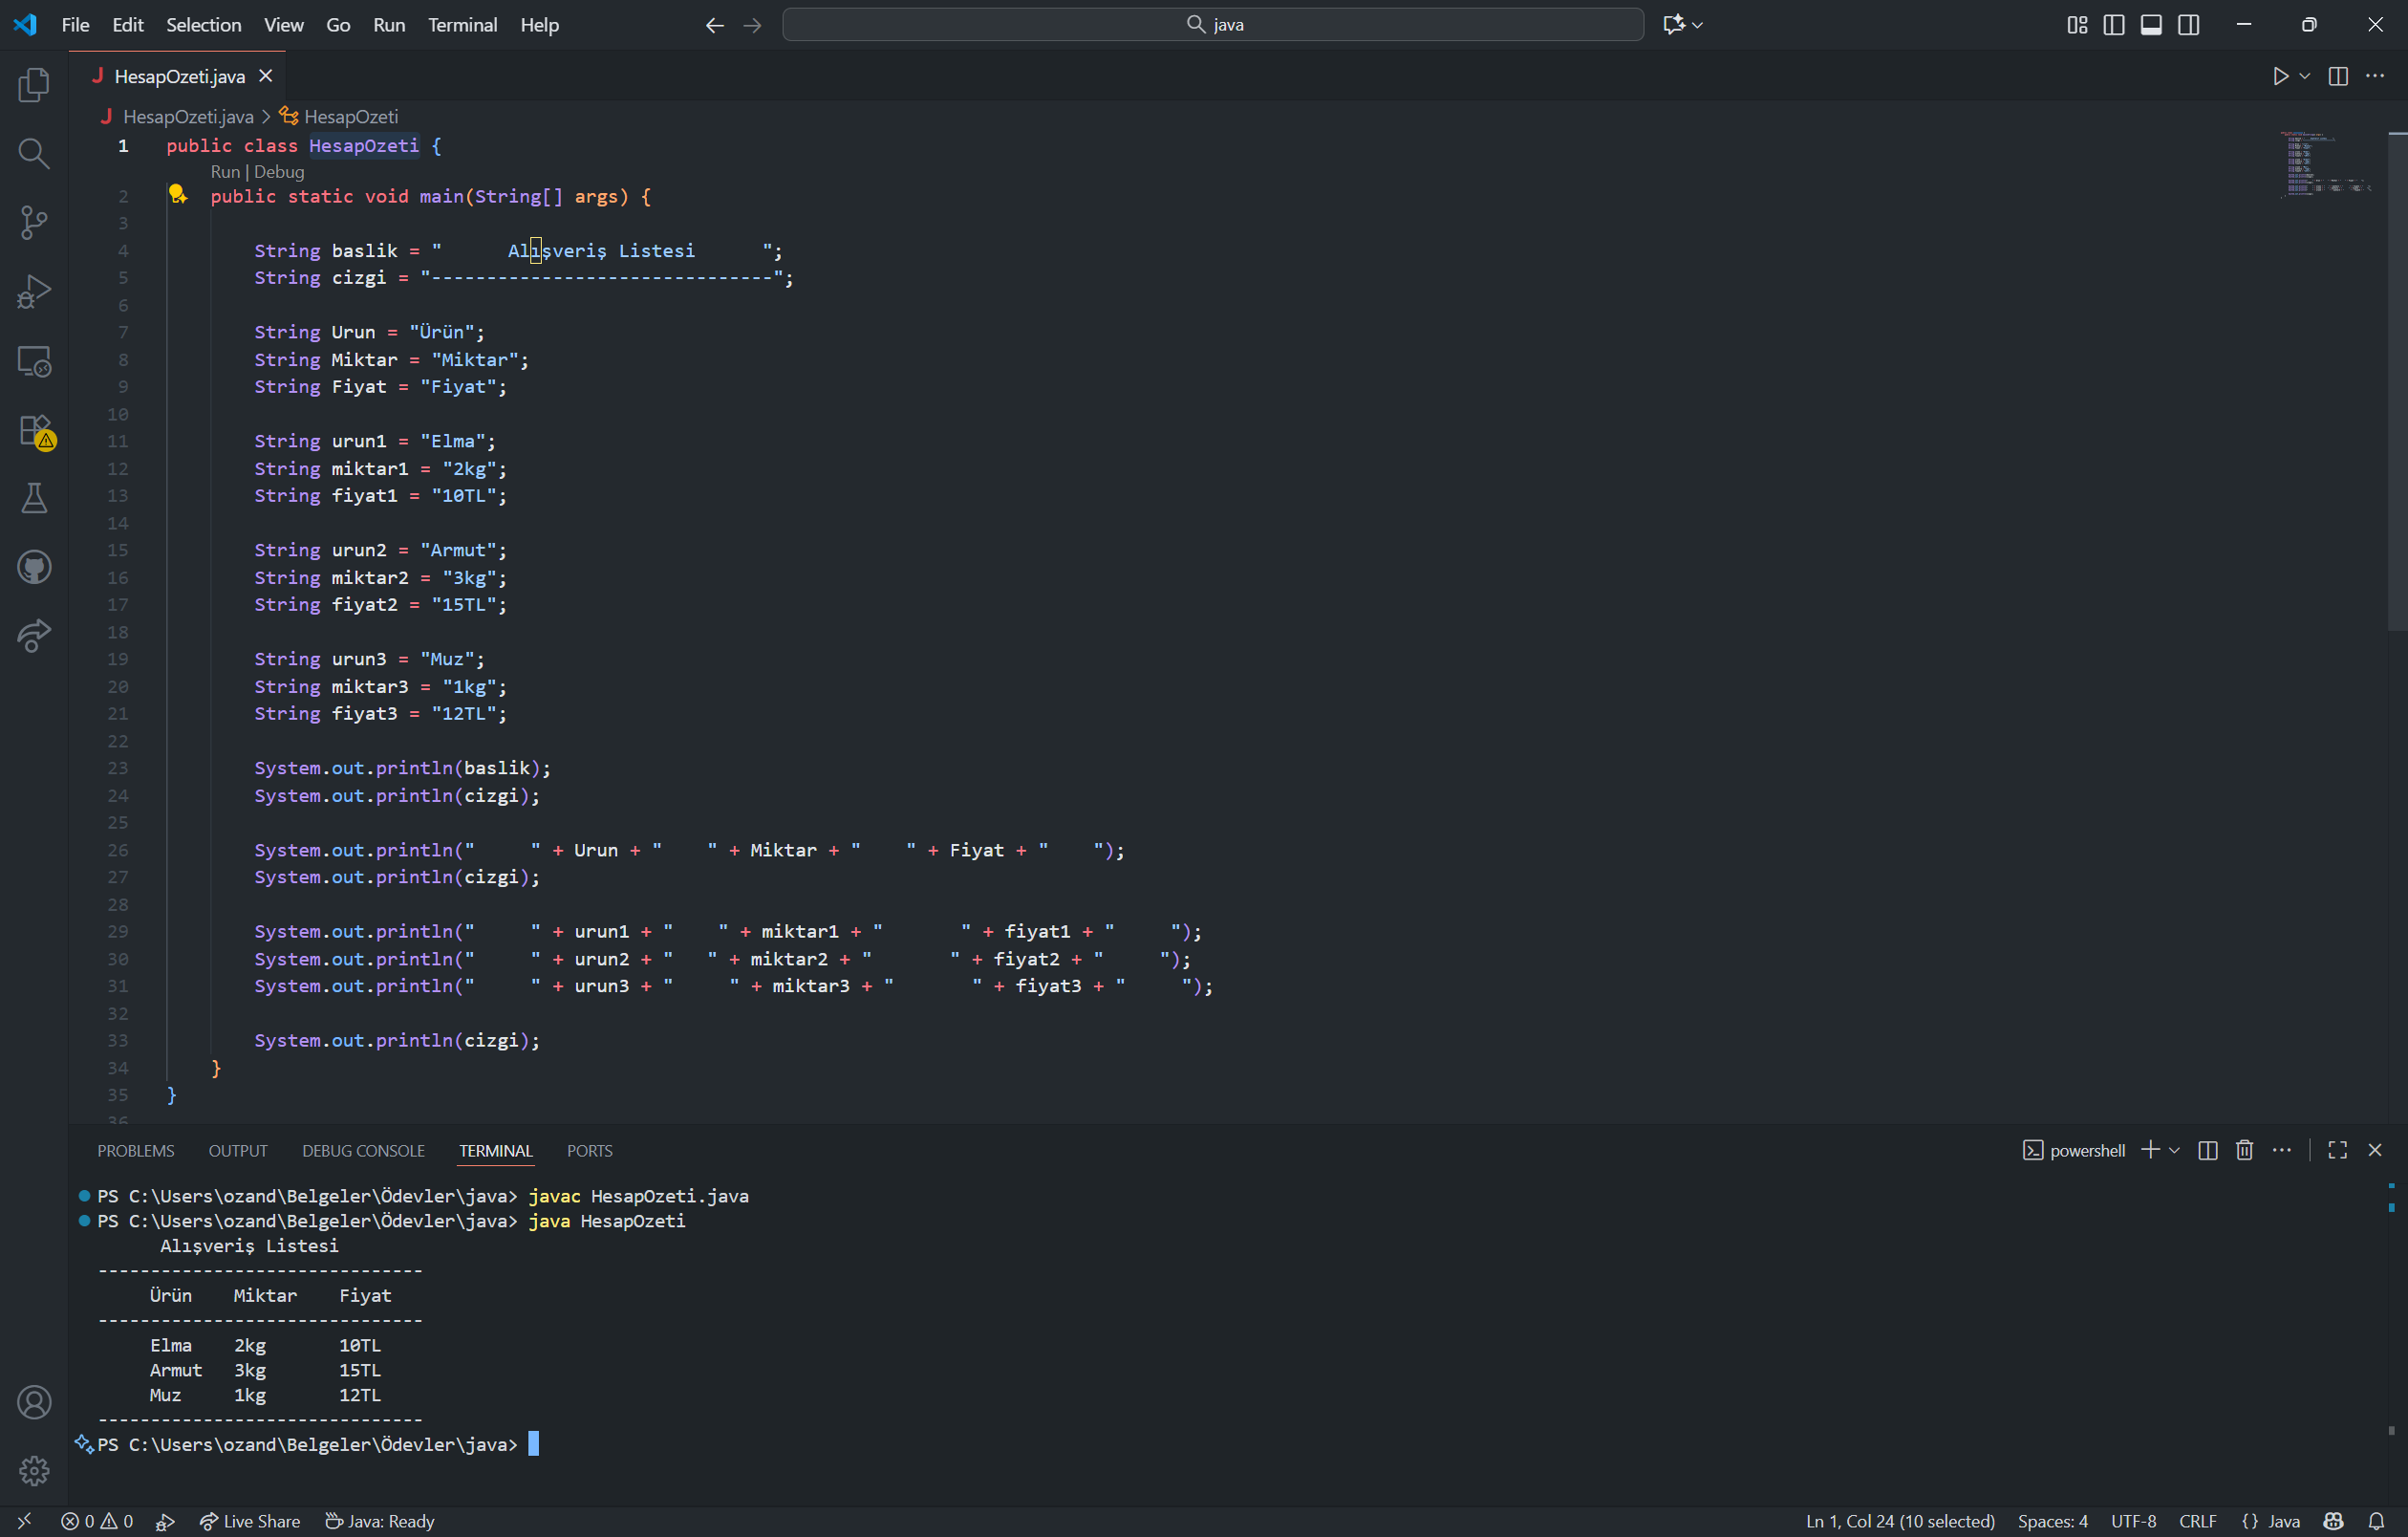 File Edit Selection View Go Run Terminal Help java
HesapOzeti.java
HesapOzeti.java > HesapOzeti
1 public class HesapOzeti {
Run | Debug
2 public static void main(String[] args) {
3
4 String baslik = "      Alışveriş Listesi      ";
5 String cizgi = "-------------------------------";
6
7 String Urun = "Ürün";
8 String Miktar = "Miktar";
9 String Fiyat = "Fiyat";
10
11 String urun1 = "Elma";
12 String miktar1 = "2kg";
13 String fiyat1 = "10TL";
14
15 String urun2 = "Armut";
16 String miktar2 = "3kg";
17 String fiyat2 = "15TL";
18
19 String urun3 = "Muz";
20 String miktar3 = "1kg";
21 String fiyat3 = "12TL";
22
23 System.out.println(baslik);
24 System.out.println(cizgi);
25
26 System.out.println("     " + Urun + "    " + Miktar + "    " + Fiyat + "    ");
27 System.out.println(cizgi);
28
29 System.out.println("     " + urun1 + "    " + miktar1 + "       " + fiyat1 + "     ");
30 System.out.println("     " + urun2 + "   " + miktar2 + "       " + fiyat2 + "     ");
31 System.out.println("     " + urun3 + "     " + miktar3 + "       " + fiyat3 + "     ");
32
33 System.out.println(cizgi);
34 }
35 }
36
PROBLEMS OUTPUT DEBUG CONSOLE TERMINAL PORTS powershell
PS C:\Users\ozand\Belgeler\Ödevler\java> javac HesapOzeti.java
PS C:\Users\ozand\Belgeler\Ödevler\java> java HesapOzeti
Alışveriş Listesi
-------------------------------
Ürün    Miktar    Fiyat
-------------------------------
Elma    2kg       10TL
Armut   3kg       15TL
Muz     1kg       12TL
-------------------------------
PS C:\Users\ozand\Belgeler\Ödevler\java>
0 0 Live Share Java: Ready Ln 1, Col 24 (10 selected) Spaces: 4 UTF-8 CRLF {} Java